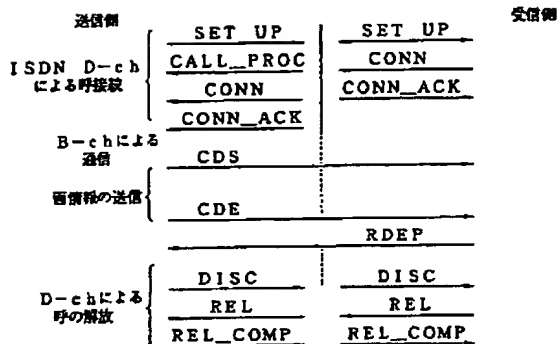 送信側
受信側
SET UP SET UP
ISDN D-ch
による呼接続
CALL_PROC CONN
CONN CONN_ACK
CONN_ACK
B-chによる
通信
CDS
画情報の送信
CDE
RDEP
D-chによる
呼の解放
DISC DISC
REL REL
REL_COMP REL_COMP